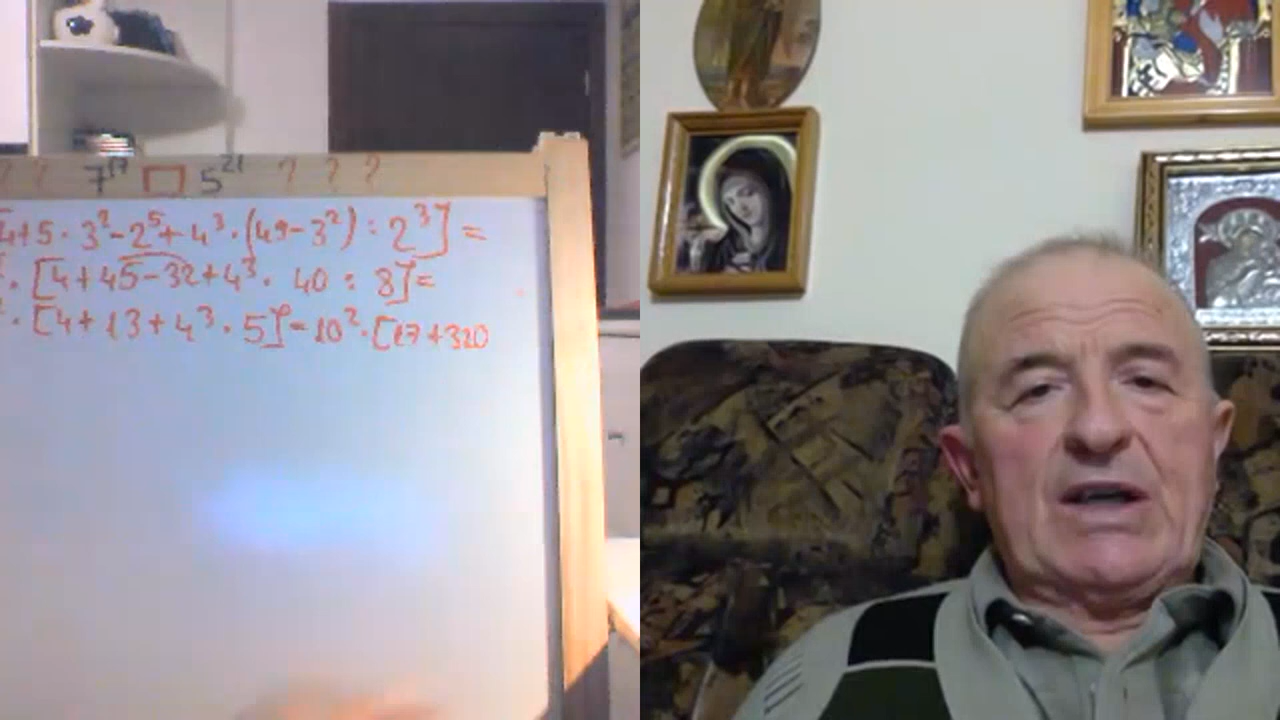 ? ? 7¹⁷ □ 5²¹ ? ? ?
[4+5·3²-2⁵+4³·(49-3²):2³]=
·[4+45-32+4³·40:8]=
·[4+13+4³·5]=10²·[17+320